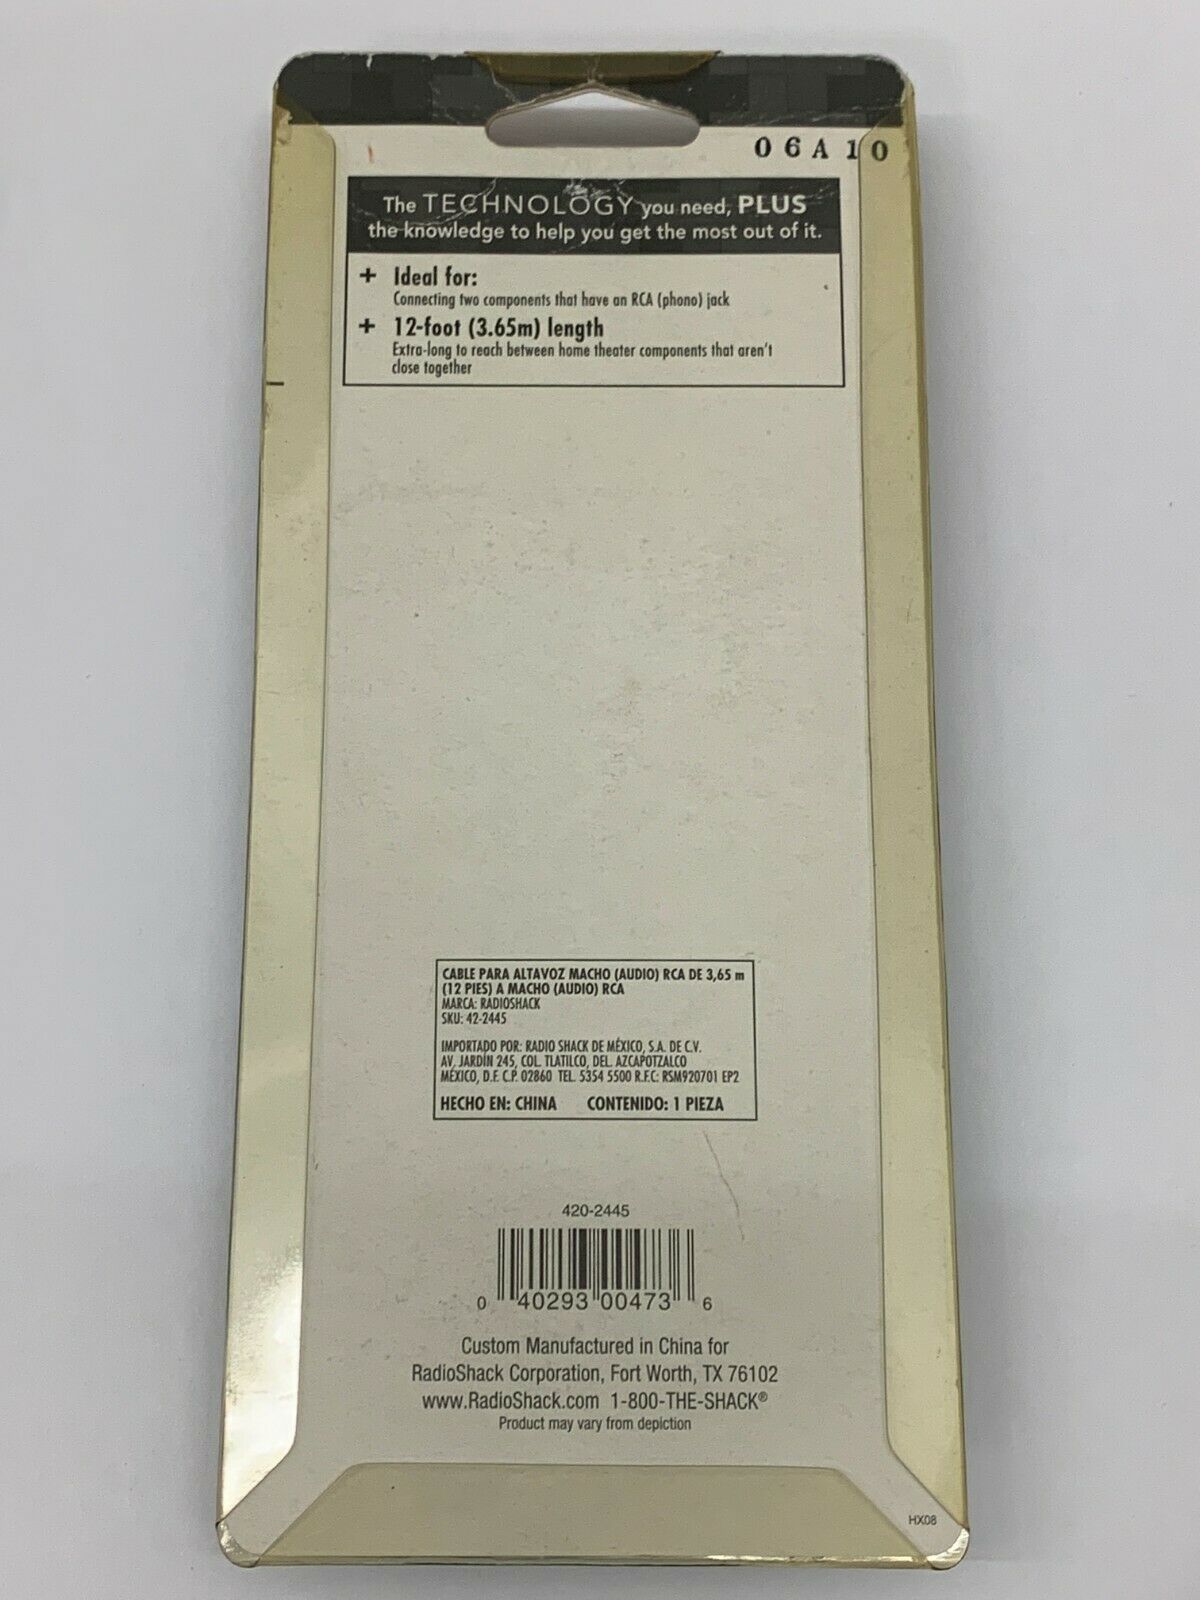 06A10
The TECHNOLOGY you need, PLUS
the knowledge to help you get the most out of it.
+ Ideal for:
Connecting two components that have an RCA (phono) jack
+ 12-foot (3.65m) length
Extra-long to reach between home theater components that aren't
close together
CABLE PARA ALTAVOZ MACHO (AUDIO) RCA DE 3,65 m
(12 PIES) A MACHO (AUDIO) RCA
MARCA: RADIOSHACK
SKU: 42-2445
IMPORTADO POR: RADIO SHACK DE MÉXICO, S.A. DE C.V.
AV. JARDÍN 245, COL. TLATILCO, DEL. AZCAPOTZALCO
MÉXICO, D.F. C.P. 02860 TEL. 5354 5500 R.F.C: RSM920701 EP2
HECHO EN: CHINA CONTENIDO: 1 PIEZA
420-2445
0 40293 00473 6
Custom Manufactured in China for
RadioShack Corporation, Fort Worth, TX 76102
www.RadioShack.com 1-800-THE-SHACK®
Product may vary from depiction
HX08